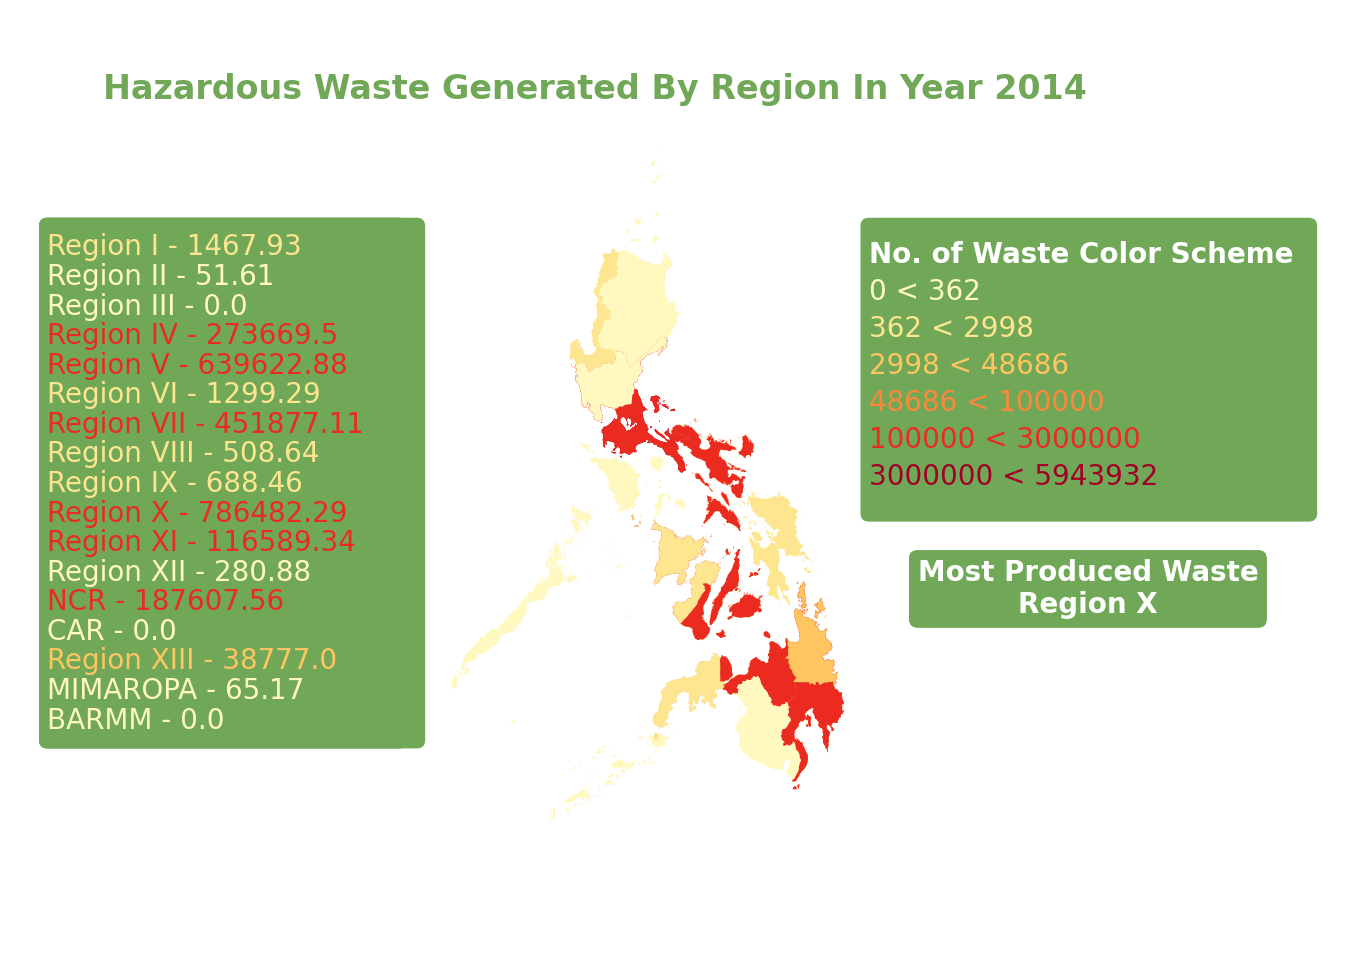 Hazardous Waste Generated By Region In Year 2014
Region I - 1467.93
Region II - 51.61
Region III - 0.0
Region IV - 273669.5
Region V - 639622.88
Region VI - 1299.29
Region VII - 451877.11
Region VIII - 508.64
Region IX - 688.46
Region X - 786482.29
Region XI - 116589.34
Region XII - 280.88
NCR - 187607.56
CAR - 0.0
Region XIII - 38777.0
MIMAROPA - 65.17
BARMM - 0.0
No. of Waste Color Scheme
0 < 362
362 < 2998
2998 < 48686
48686 < 100000
100000 < 3000000
3000000 < 5943932
Most Produced Waste
Region X